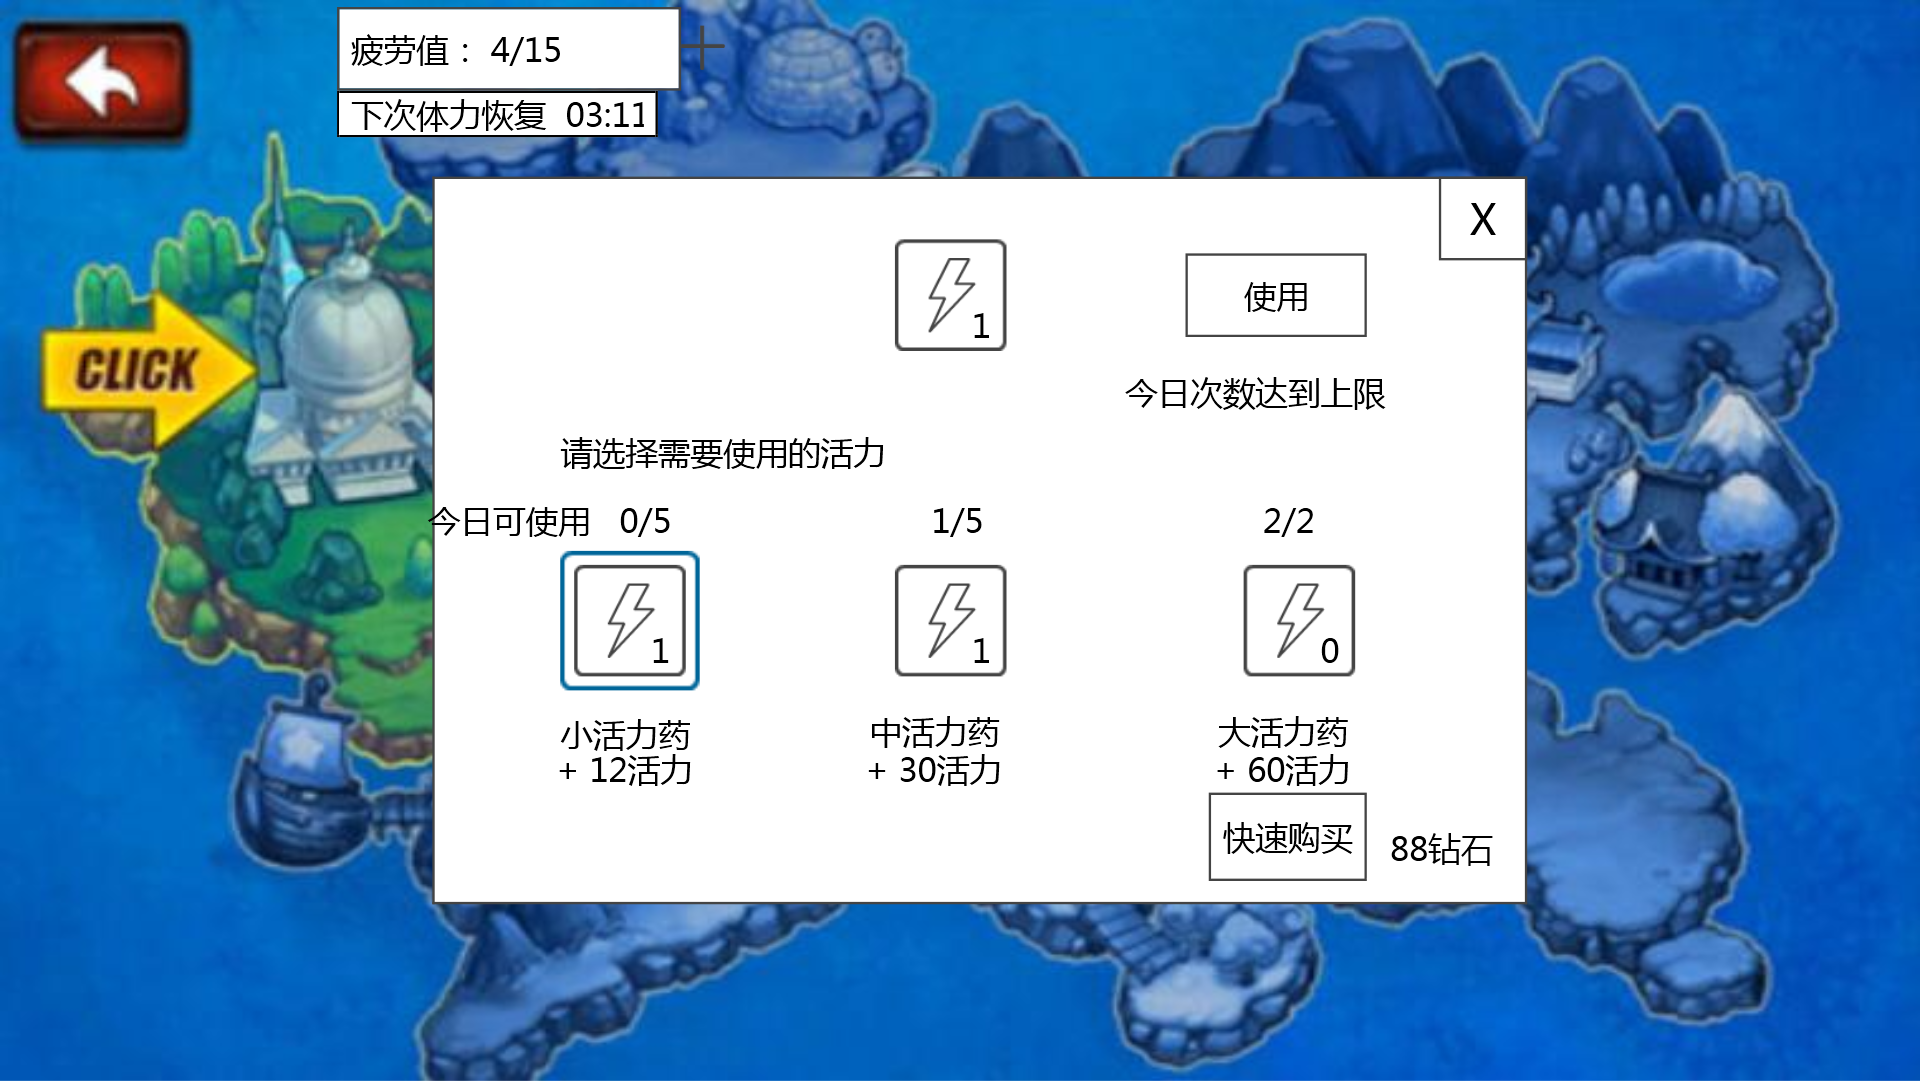 疲劳值： 4/15
下次体力恢复 03:11
X
1
使用
CLICK
今日次数达到上限
请选择需要使用的活力
今日可使用 0/5 1/5 2/2
1 1 0
小活力药 中活力药 大活力药
+ 12活力 + 30活力 + 60活力
快速购买 88钻石